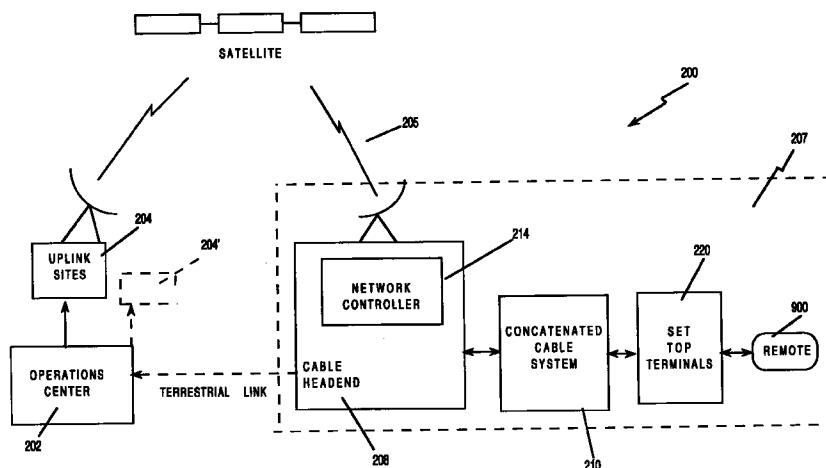 SATELLITE
200
205
207
204
UPLINK
SITES
204'
214
NETWORK
CONTROLLER
220
900
CONCATENATED
CABLE
SYSTEM
SET
TOP
TERMINALS
REMOTE
OPERATIONS
CENTER
TERRESTRIAL LINK
CABLE
HEADEND
202
208
210